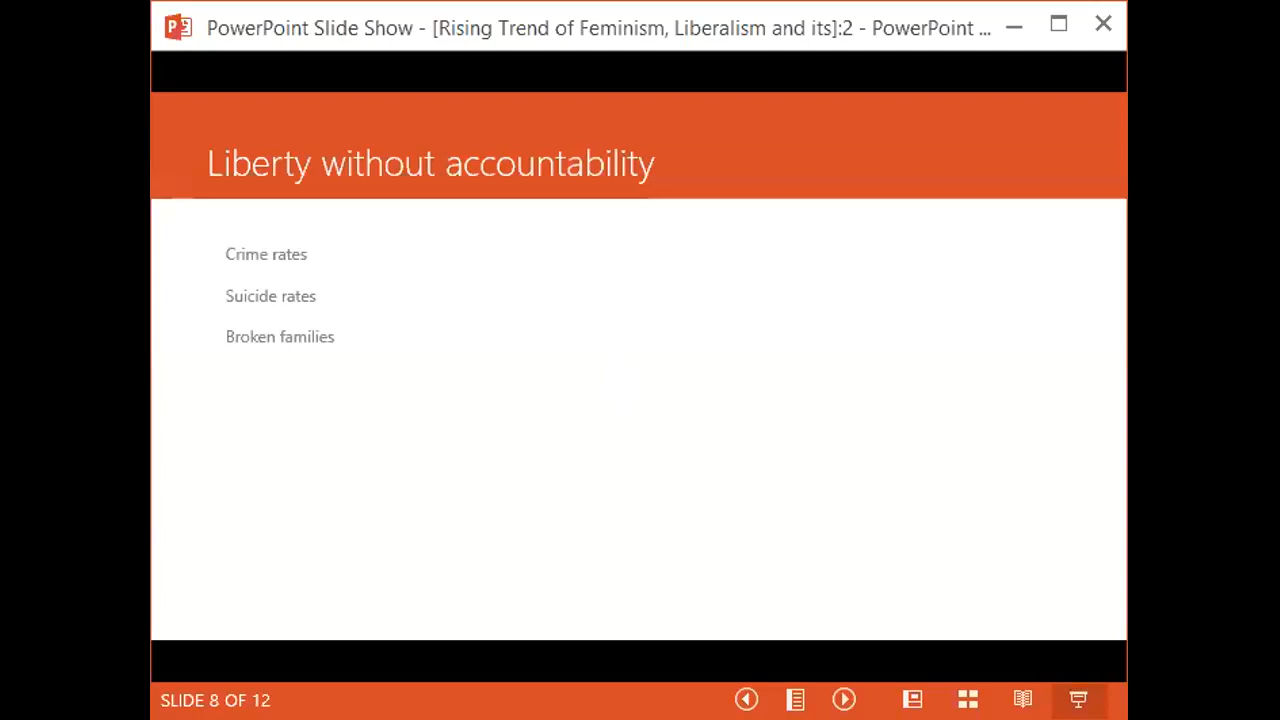 PowerPoint Slide Show - [Rising Trend of Feminism, Liberalism and its]:2 - PowerPoint ...
Liberty without accountability
Crime rates
Suicide rates
Broken families
SLIDE 8 OF 12